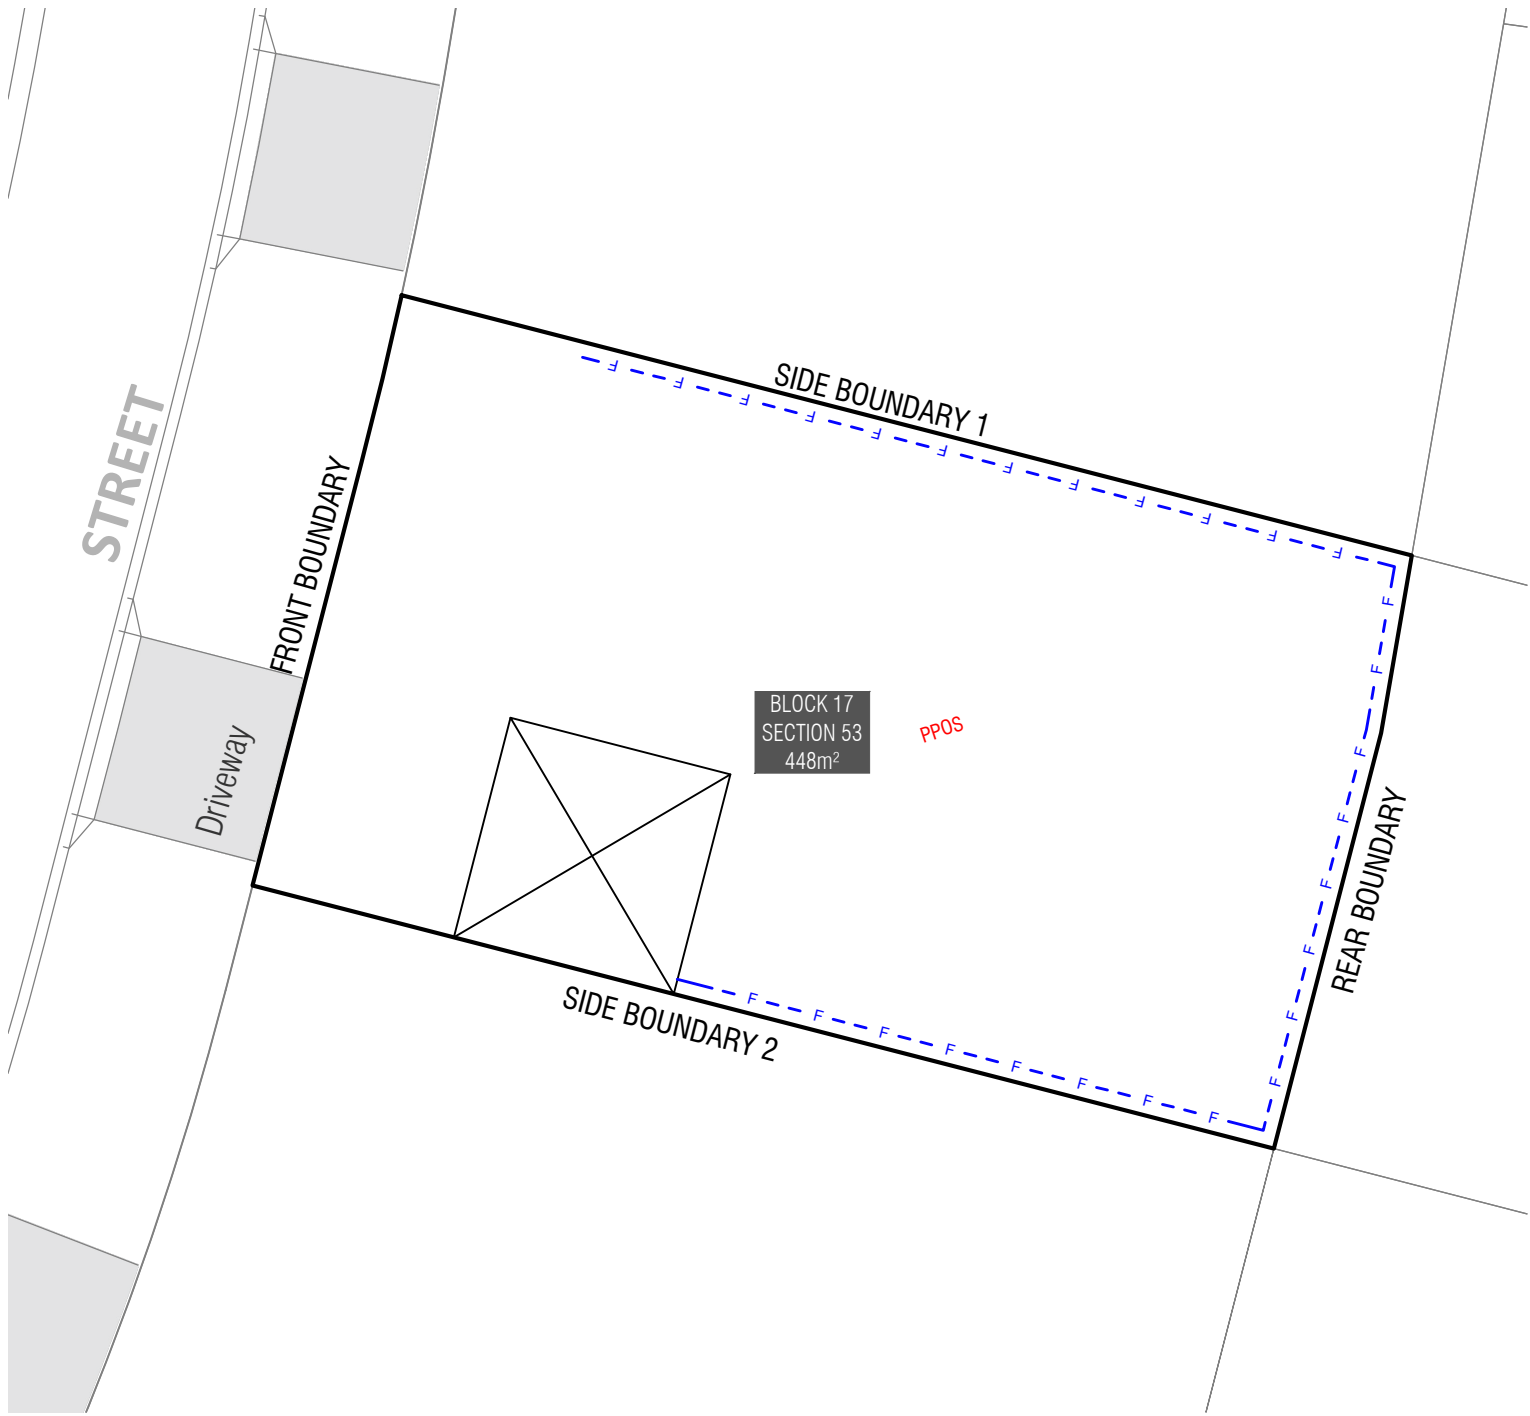 SIDE BOUNDARY 1
STREET
FRONT BOUNDARY
BLOCK 17
SECTION 53
448m²
PPOS
Driveway
REAR BOUNDARY
SIDE BOUNDARY 2
F F F F F F F F F F F F
F F F F F F F F F
F F F F F F F F